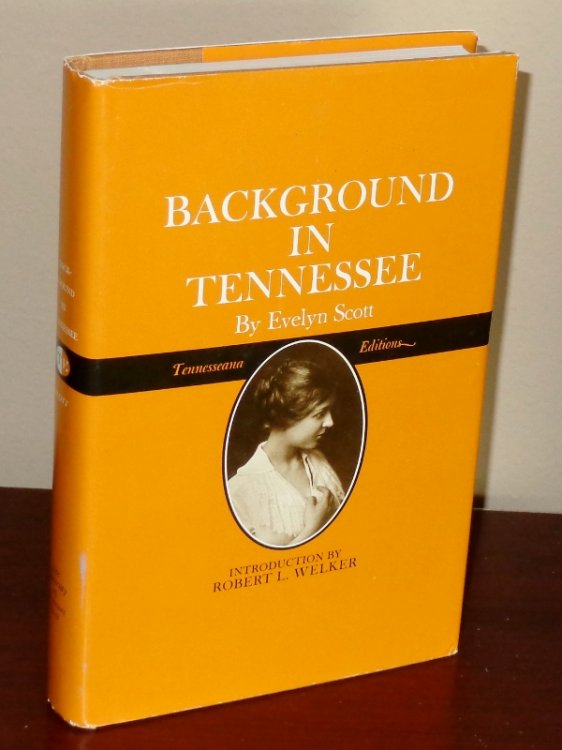 BACKGROUND
IN
TENNESSEE
By Evelyn Scott
Tennesseana Editions
INTRODUCTION BY
ROBERT L. WELKER